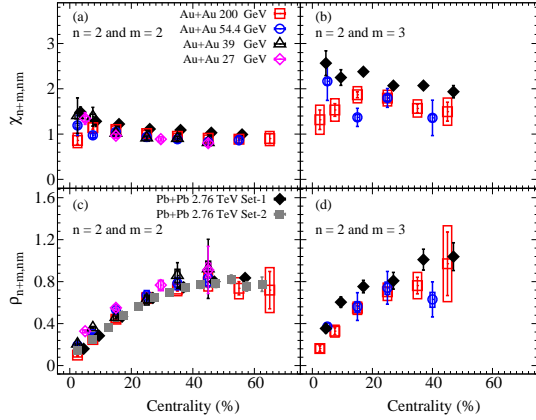 (a)
Au+Au 200 GeV
Au+Au 54.4 GeV
Au+Au 39 GeV
Au+Au 27 GeV
n = 2 and m = 2
(b)
n = 2 and m = 3
χn+m,nm
3
2
1
0
(c)
Pb+Pb 2.76 TeV Set-1
Pb+Pb 2.76 TeV Set-2
n = 2 and m = 2
(d)
n = 2 and m = 3
ρn+m,nm
1.6
1.2
0.8
0.4
0
0 20 40 60
0 20 40 60
Centrality (%)
Centrality (%)